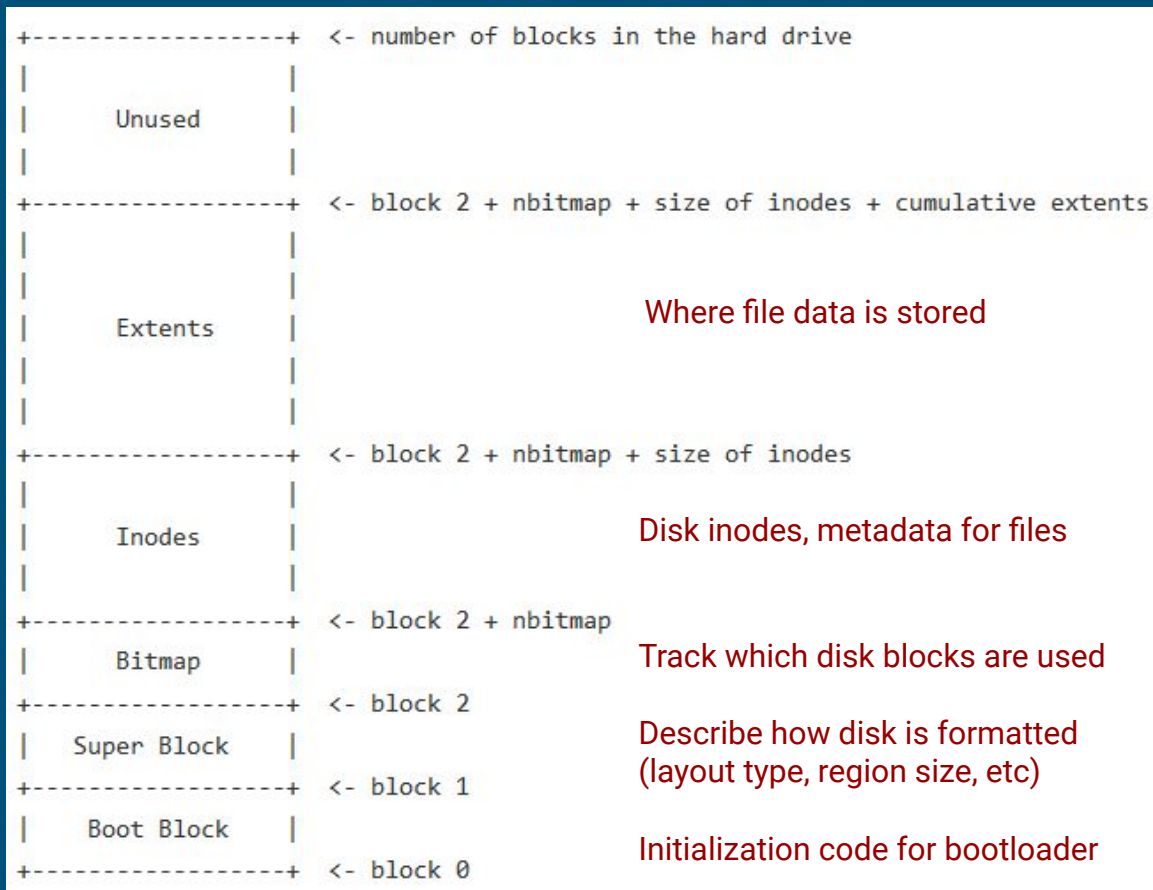 +------------------+ <- number of blocks in the hard drive
| |
| Unused |
| |
+------------------+ <- block 2 + nbitmap + size of inodes + cumulative extents
| |
| |
Where file data is stored
| Extents |
| |
| |
+------------------+ <- block 2 + nbitmap + size of inodes
| |
| Inodes | Disk inodes, metadata for files
| |
+------------------+ <- block 2 + nbitmap
| Bitmap | Track which disk blocks are used
+------------------+ <- block 2
| Super Block | Describe how disk is formatted
(layout type, region size, etc)
+------------------+ <- block 1
| Boot Block | Initialization code for bootloader
+------------------+ <- block 0